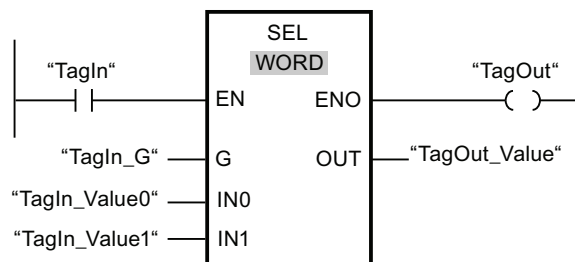 SEL
WORD
“TagIn“
“TagOut“
EN
ENO
“TagIn_G“
G
OUT
“TagOut_Value“
“TagIn_Value0“
IN0
“TagIn_Value1“
IN1